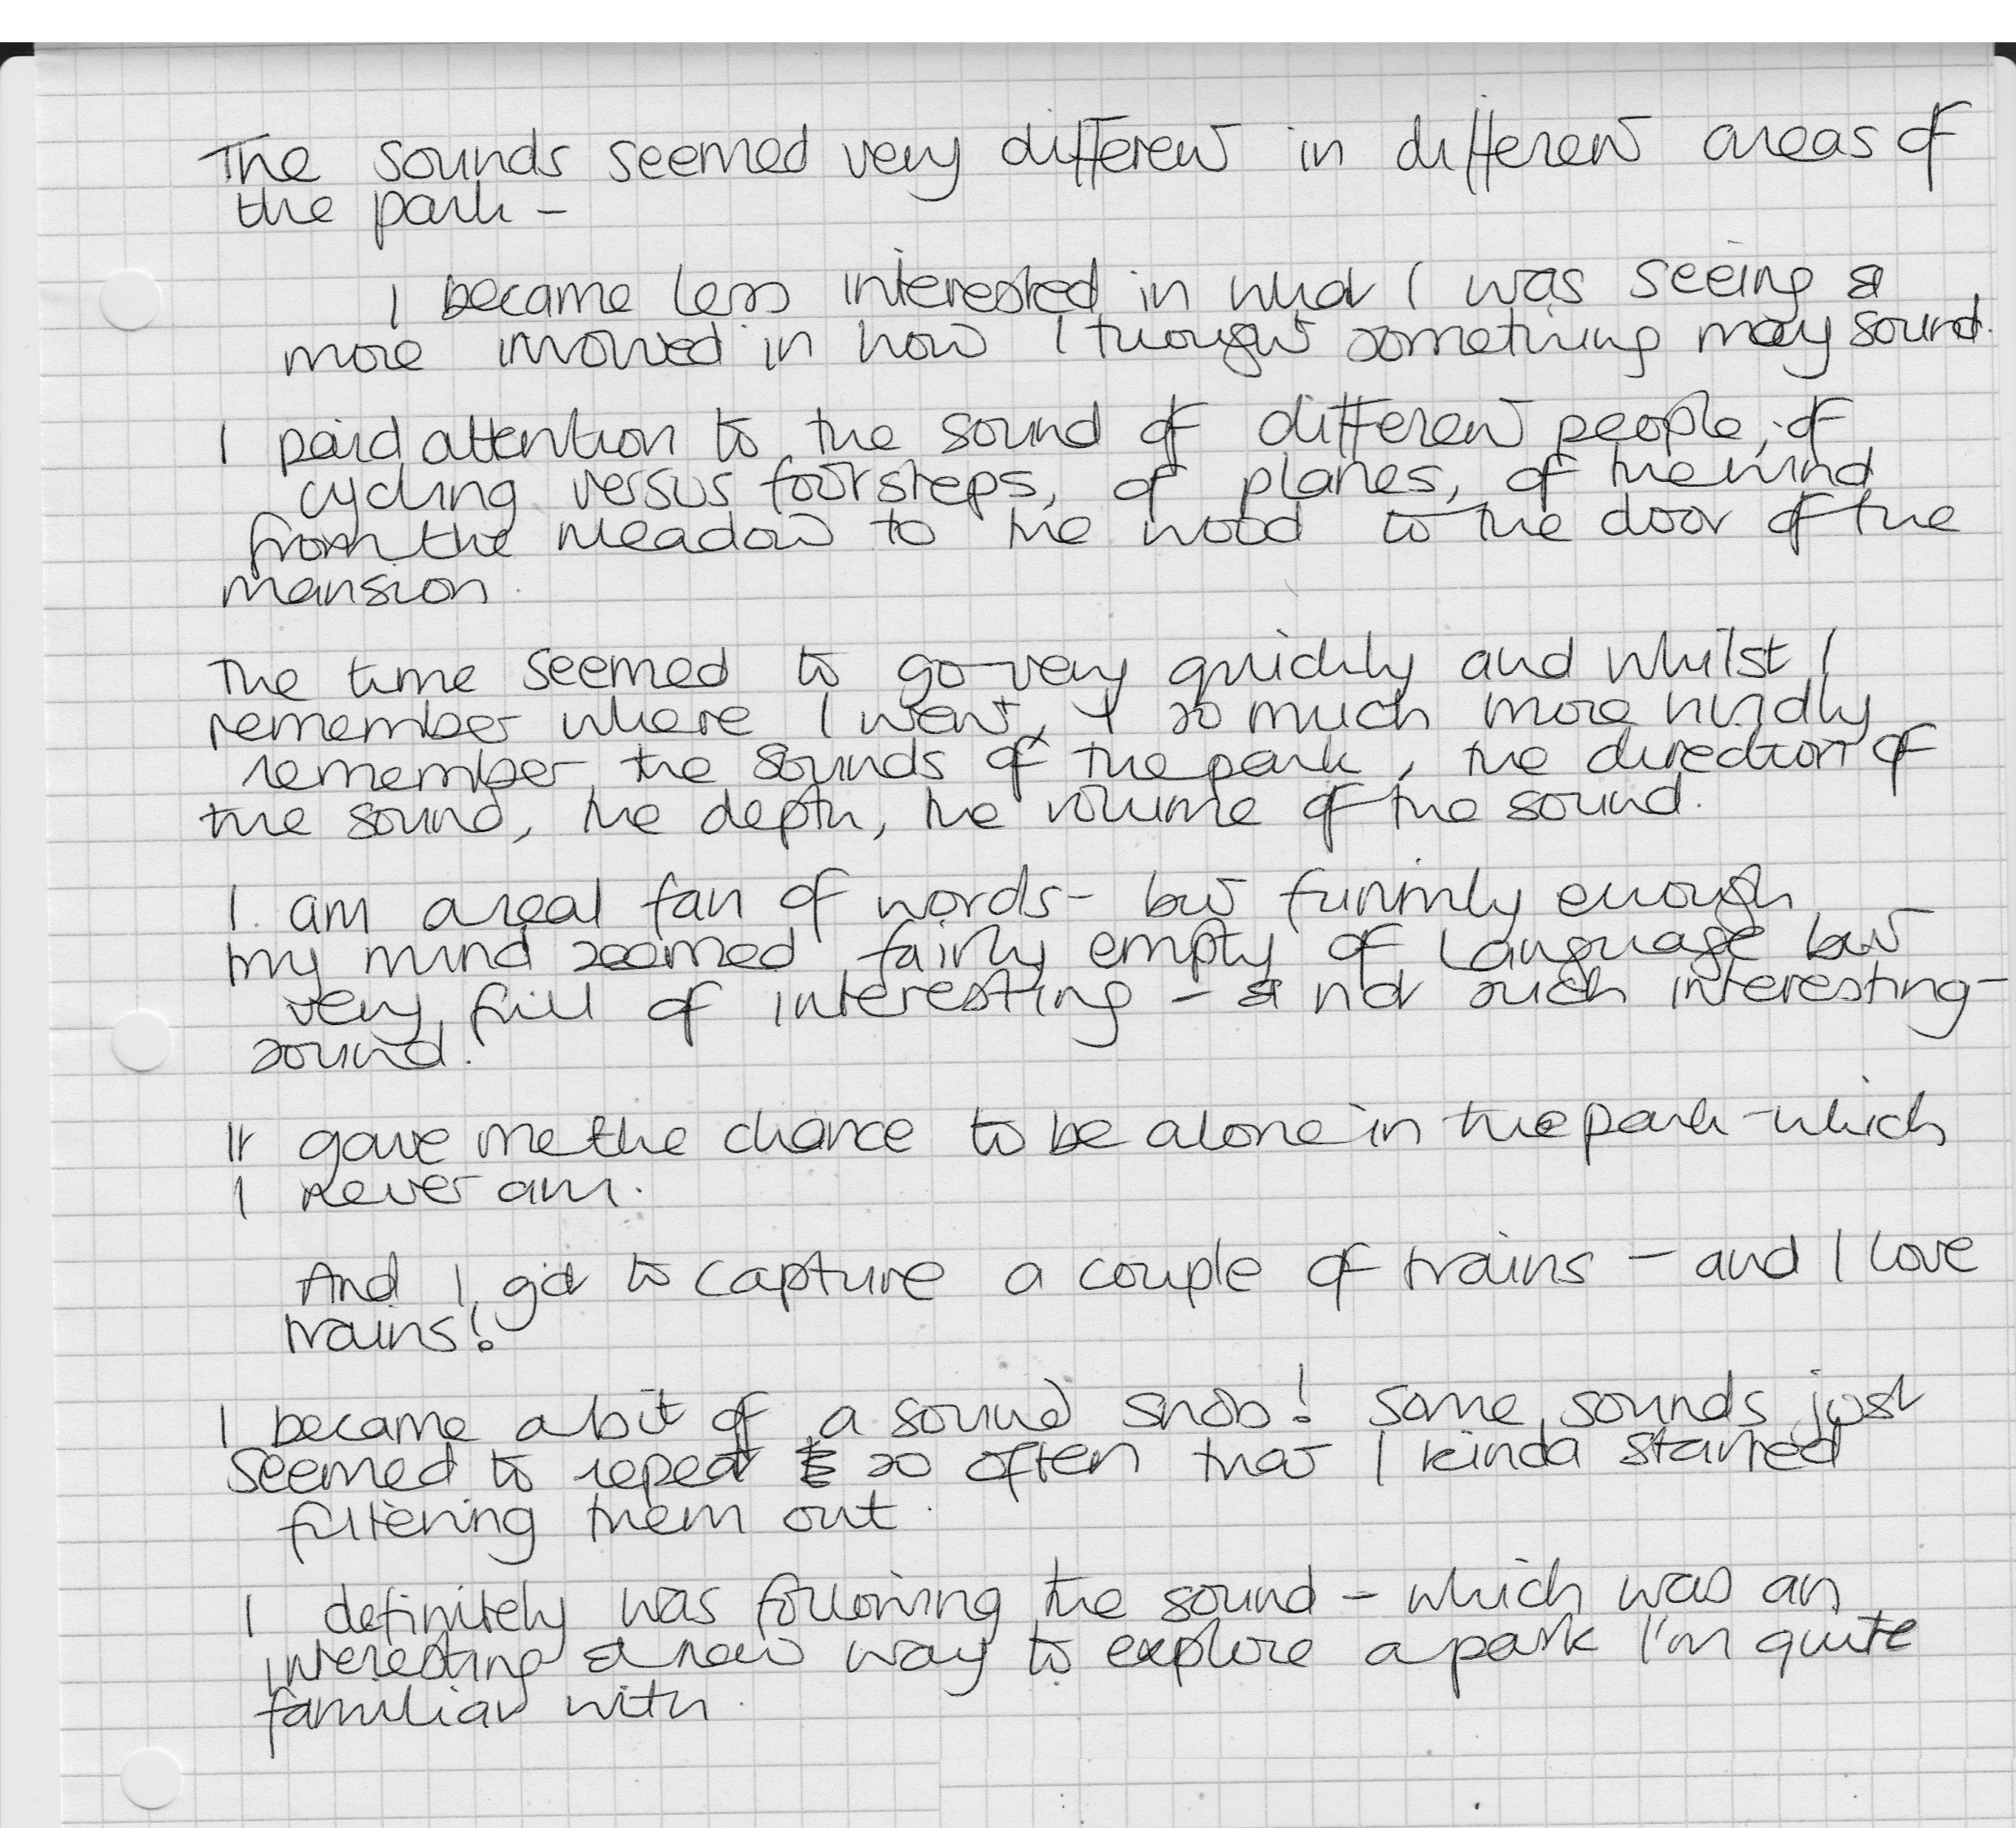 The sounds seemed very different in different areas of
the park -
I became less interested in what I was seeing &
more involved in how I thought something may sound.
I paid attention to the sound of different people, of
cycling versus footsteps, of planes, of the wind
from the meadow to the wood to the door of the
mansion.
The time seemed to go very quickly and whilst I
remember where I went, I so much more vividly
remember the sounds of the park, the direction of
the sound, the depth, the volume of the sound.
I am a real fan of words - but funnily enough
my mind seemed fairly empty of language but
very full of interesting - & not such interesting -
sound.
It gave me the chance to be alone in the park - which
I never am.
And I got to capture a couple of trains - and I love
trains!
I became a bit of a sound snob! Some sounds just
seemed to repeat so often that I kinda started
filtering them out.
I definitely was following the sound - which was an
interesting & new way to explore a park I'm quite
familiar with.